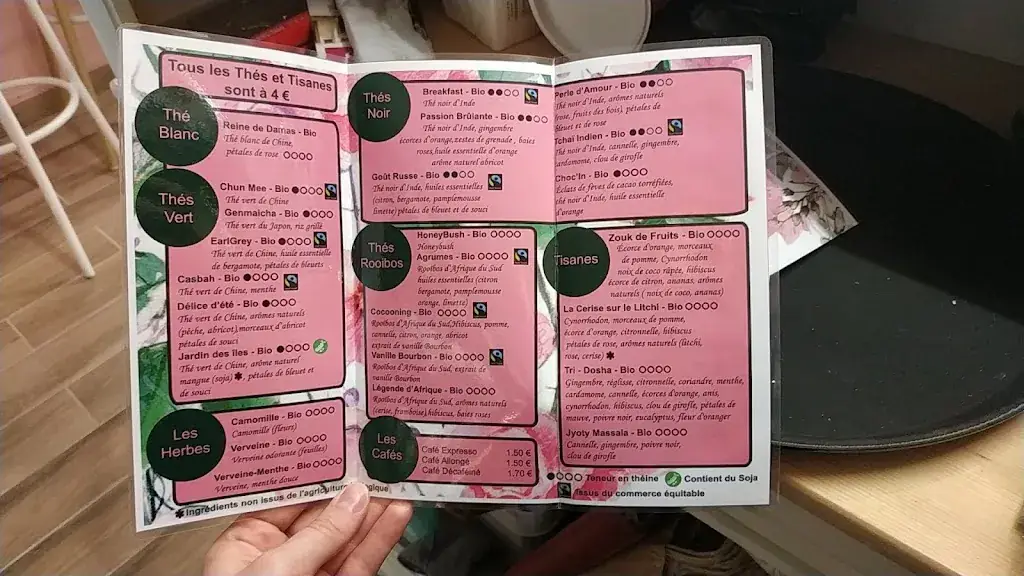 Tous les Thés et Tisanes
sont à 4 €
Thé
Blanc
Reine de Damas - Bio
Thé blanc de Chine,
pétales de rose
Thés
Vert
Chun Mee - Bio
Thé vert de Chine
Genmaicha - Bio
Thé vert du Japon, riz grillé
EarlGrey - Bio
Thé vert de Chine, huile essentielle
de bergamote, pétales de bleuets
Casbah - Bio
Thé vert de Chine, menthe
Délice d'été - Bio
Thé vert de Chine, arômes naturels
(pêche, abricot), morceaux d'abricot
pétales de souci
Jardin des îles - Bio
Thé vert de Chine, arôme naturel
mangue (soja) ✱, pétales de bleuet et
de souci
Les
Herbes
Camomille - Bio
Camomille (fleurs)
Verveine - Bio
Verveine odorante (feuilles)
Verveine-Menthe - Bio
Verveine, menthe douce
✱ Ingrédients non issus de l'agriculture gique
Thés
Noir
Breakfast - Bio
Thé noir d'Inde
Passion Brûlante - Bio
Thé noir d'Inde, gingembre
écorces d'orange, zestes de grenade, baies
roses, huile essentielle d'orange
arôme naturel abricot
Goût Russe - Bio
Thé noir d'Inde, huiles essentielles
(citron, bergamote, pamplemousse
limette) pétales de bleuet et de souci
Thés
Rooibos
HoneyBush - Bio
Honeybush
Agrumes - Bio
Rooibos d'Afrique du Sud
huiles essentielles (citron
bergamote, pamplemousse
orange, limette)
Cocooning - Bio
Rooibos d'Afrique du Sud, Hibiscus, pomme,
cannelle, citron, orange, abricot
extrait de vanille Bourbon
Vanille Bourbon - Bio
Rooibos d'Afrique du Sud, extrait de
vanille Bourbon
Légende d'Afrique - Bio
Rooibos d'Afrique du Sud, arômes naturels
(cerise, framboise), hibiscus, baies roses
Les
Cafés
Café Expresso 1.50 €
Café Allongé 1.50 €
Café Décaféiné 1.70 €
Perle d'Amour - Bio
Thé noir d'Inde, arômes naturels
(rose, fruits des bois), pétales de
bleuet et de rose
Tchaï Indien - Bio
Thé noir d'Inde, cannelle, gingembre,
cardomome, clou de girofle
Choc'In - Bio
Éclats de fèves de cacao torréfiées,
thé noir d'Inde, huile essentielle
d'orange
Tisanes
Zouk de Fruits - Bio
Écorce d'orange, morceaux
de pomme, Cynorrhodon
noix de coco râpée, hibiscus
écorce de citron, ananas, arômes
naturels ( noix de coco, ananas)
La Cerise sur le Litchi - Bio
Cynorrhodon, morceaux de pomme,
écorce d'orange, citronnelle, hibiscus
pétales de rose, arômes naturels (litchi,
rose, cerise) ✱
Tri - Dosha - Bio
Gingembre, réglisse, citronnelle, coriandre, menthe,
cardamome, cannelle, écorces d'orange, anis,
cynorrhodon, hibiscus, clou de girofle, pétales de
mauve, poivre noir, eucalyptus, fleur d'oranger
Jyoty Massala - Bio
Cannelle, gingembre, poivre noir,
clou de girofle
Teneur en théine Contient du Soja
Issus du commerce équitable